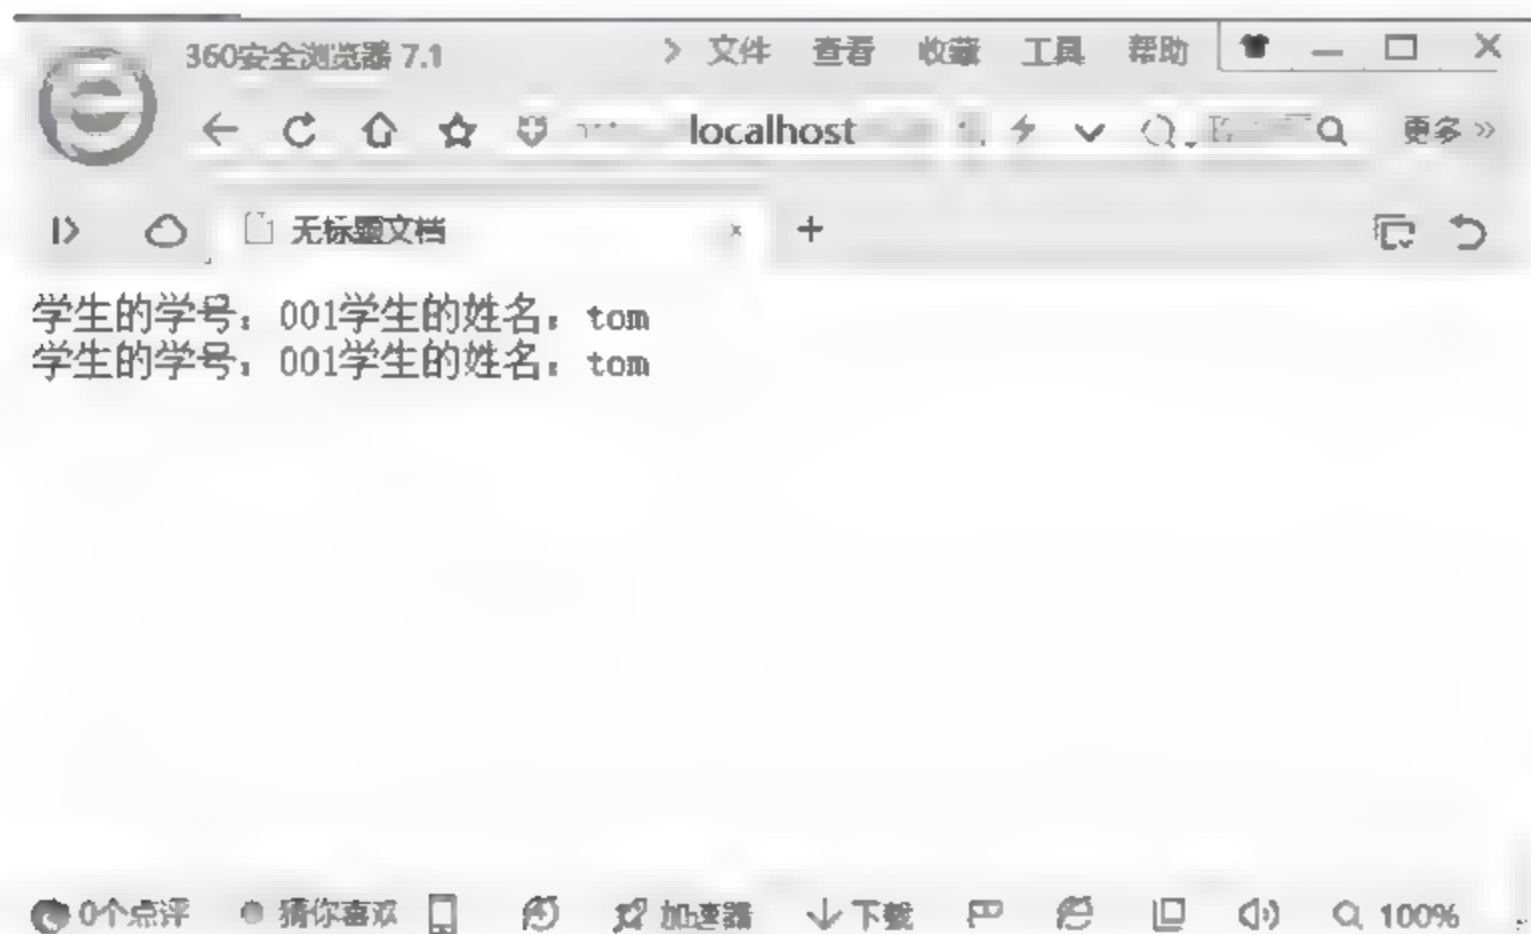 360安全浏览器 7.1 文件 查看 收藏 工具 帮助
localhost 更多 »
无标题文档
学生的学号：001学生的姓名：tom
学生的学号：001学生的姓名：tom
0个点评 猜你喜欢 加速器 下载 100%